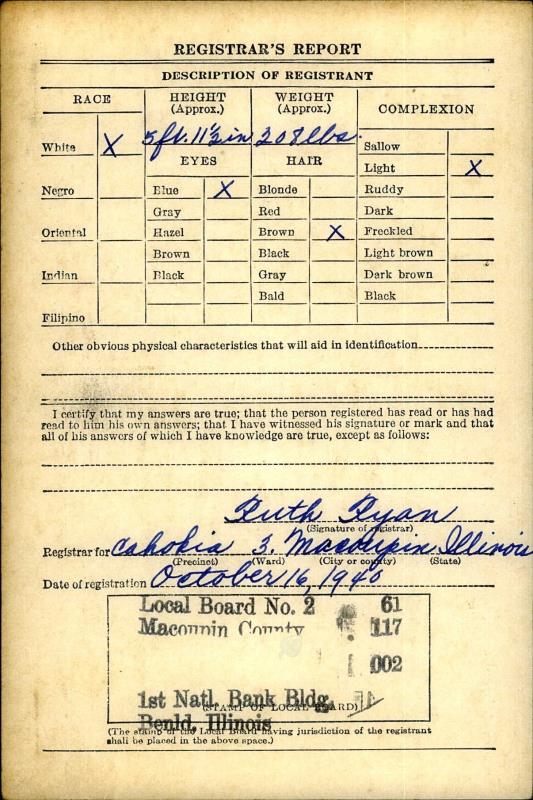 REGISTRAR'S REPORT
DESCRIPTION OF REGISTRANT
RACE
HEIGHT (Approx.)
WEIGHT (Approx.)
COMPLEXION
White X
5 ft. 11 1/2 in 208 lbs.
Sallow
EYES
HAIR
Light X
Negro
Blue X
Blonde
Ruddy
Gray
Red
Dark
Oriental
Hazel
Brown X
Freckled
Brown
Black
Light brown
Indian
Black
Gray
Dark brown
Bald
Black
Filipino
Other obvious physical characteristics that will aid in identification
I certify that my answers are true; that the person registered has read or has had
read to him his own answers; that I have witnessed his signature or mark and that
all of his answers of which I have knowledge are true, except as follows:
Ruth Ryan
(Signature of registrar)
Registrar for Cahokia 3. Macoupin Illinois
(Precinct) (Ward) (City or county) (State)
Date of registration October 16, 1940
Local Board No. 2 61
Macoupin County 117
002
1st Natl. Bank Bldg.
(STAMP OF LOCAL BOARD)
Benld, Illinois
(The stamp of the Local Board having jurisdiction of the registrant
shall be placed in the above space.)